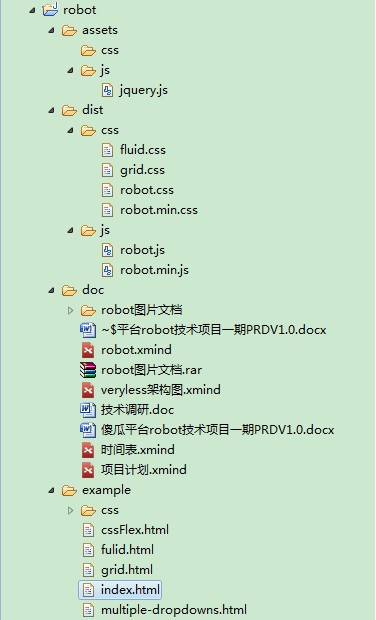 robot
assets
css
js
jquery.js
dist
css
fluid.css
grid.css
robot.css
robot.min.css
js
robot.js
robot.min.js
doc
robot图片文档
~$平台robot技术项目一期PRDV1.0.docx
robot.xmind
robot图片文档.rar
veryless架构图.xmind
技术调研.doc
傻瓜平台robot技术项目一期PRDV1.0.docx
时间表.xmind
项目计划.xmind
example
css
cssFlex.html
fulid.html
grid.html
index.html
multiple-dropdowns.html